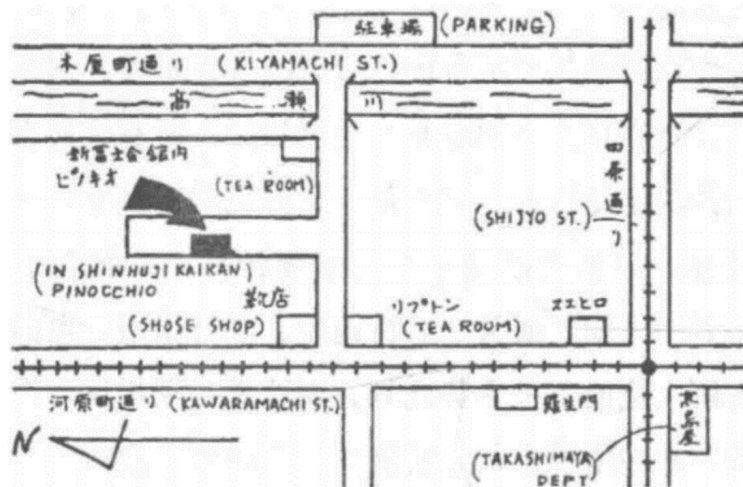 駐車場 (PARKING)
木屋町通り (KIYAMACHI ST.)
高瀬川
新冨士会館内
ピノキオ
(TEA ROOM)
四条通り
(SHIJYO ST.)
(IN SHINHUJI KAIKAN)
PINOCCHIO
靴店
(SHOSE SHOP)
リプトン
(TEA ROOM)
スエヒロ
河原町通り (KAWARAMACHI ST.)
羅生門
高島屋
(TAKASHIMAYA
DEPT)
N